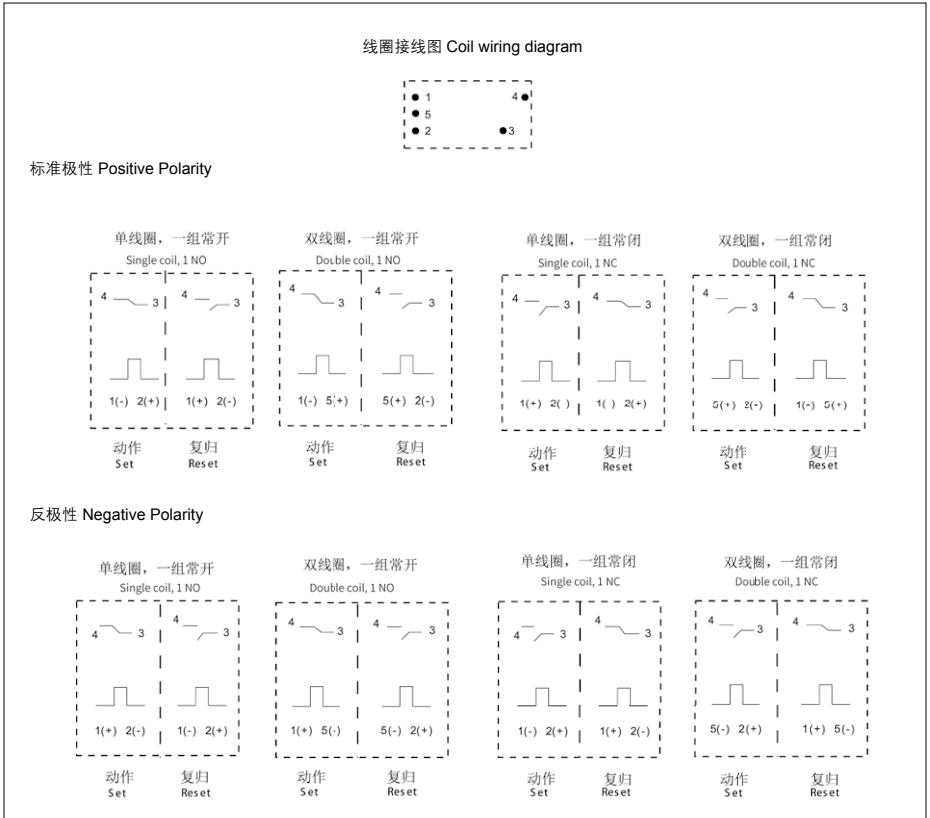 线圈接线图 Coil wiring diagram
1 4
5
2 3
标准极性 Positive Polarity
单线圈，一组常开 双线圈，一组常开 单线圈，一组常闭 双线圈，一组常闭
Single coil, 1 NO Double coil, 1 NO Single coil, 1 NC Double coil, 1 NC
4 3 4 3 4 3 4 3 4 3 4 3 4 3 4 3
1(-) 2(+) 1(+) 2(-) 1(-) 5(+) 5(+) 2(-) 1(+) 2( ) 1( ) 2(+) 5(+) 2(-) 1(-) 5(+)
动作 复归 动作 复归 动作 复归 动作 复归
Set Reset Set Reset Set Reset Set Reset
反极性 Negative Polarity
单线圈，一组常开 双线圈，一组常开 单线圈，一组常闭 双线圈，一组常闭
Single coil, 1 NO Double coil, 1 NO Single coil, 1 NC Double coil, 1 NC
4 3 4 3 4 3 4 3 4 3 4 3 4 3 4 3
1(+) 2(-) 1(-) 2(+) 1(+) 5(-) 5(-) 2(+) 1(-) 2(+) 1(+) 2(-) 5(-) 2(+) 1(+) 5(-)
动作 复归 动作 复归 动作 复归 动作 复归
Set Reset Set Reset Set Reset Set Reset